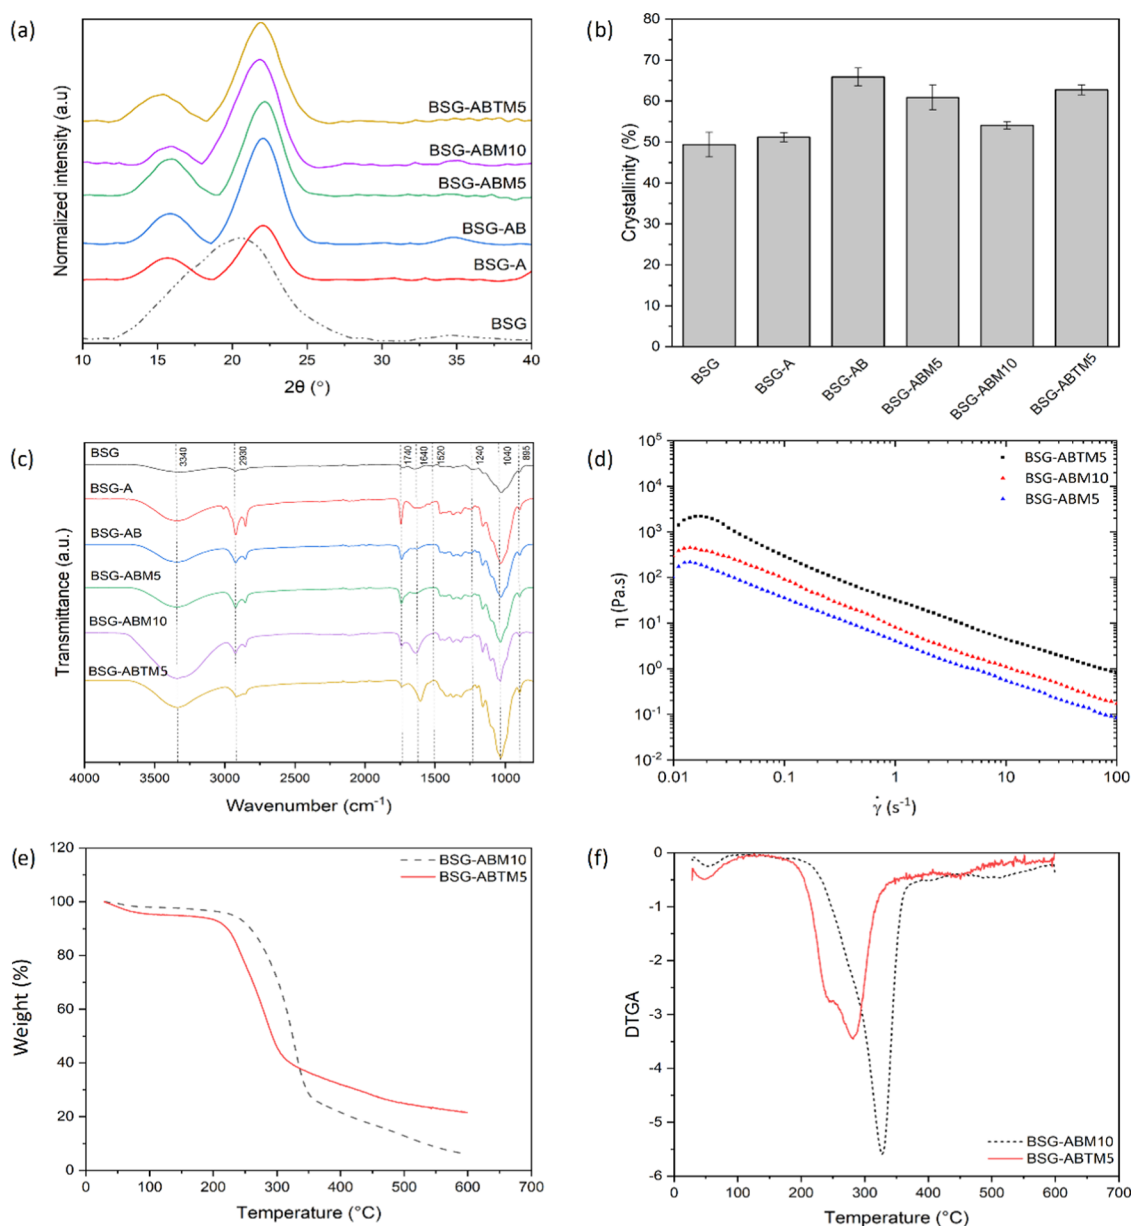 (a)
Normalized intensity (a.u)
BSG-ABTM5
BSG-ABM10
BSG-ABM5
BSG-AB
BSG-A
BSG
10 15 20 25 30 35 40
2θ (°)
(b)
Crystallinity (%)
80
70
60
50
40
30
20
10
0
BSG BSG-A BSG-AB BSG-ABM5 BSG-ABM10 BSG-ABTM5
(c)
Transmittance (a.u.)
3340 2930 1740 1640 1520 1240 1040 895
BSG
BSG-A
BSG-AB
BSG-ABM5
BSG-ABM10
BSG-ABTM5
4000 3500 3000 2500 2000 1500 1000
Wavenumber (cm⁻¹)
(d)
η (Pa.s)
10⁵
10⁴
10³
10²
10¹
10⁰
10⁻¹
10⁻²
BSG-ABTM5
BSG-ABM10
BSG-ABM5
0.01 0.1 1 10 100
γ̇ (s⁻¹)
(e)
Weight (%)
120
100
80
60
40
20
0
BSG-ABM10
BSG-ABTM5
0 100 200 300 400 500 600 700
Temperature (°C)
(f)
DTGA
0
-1
-2
-3
-4
-5
-6
BSG-ABM10
BSG-ABTM5
0 100 200 300 400 500 600 700
Temperature (°C)